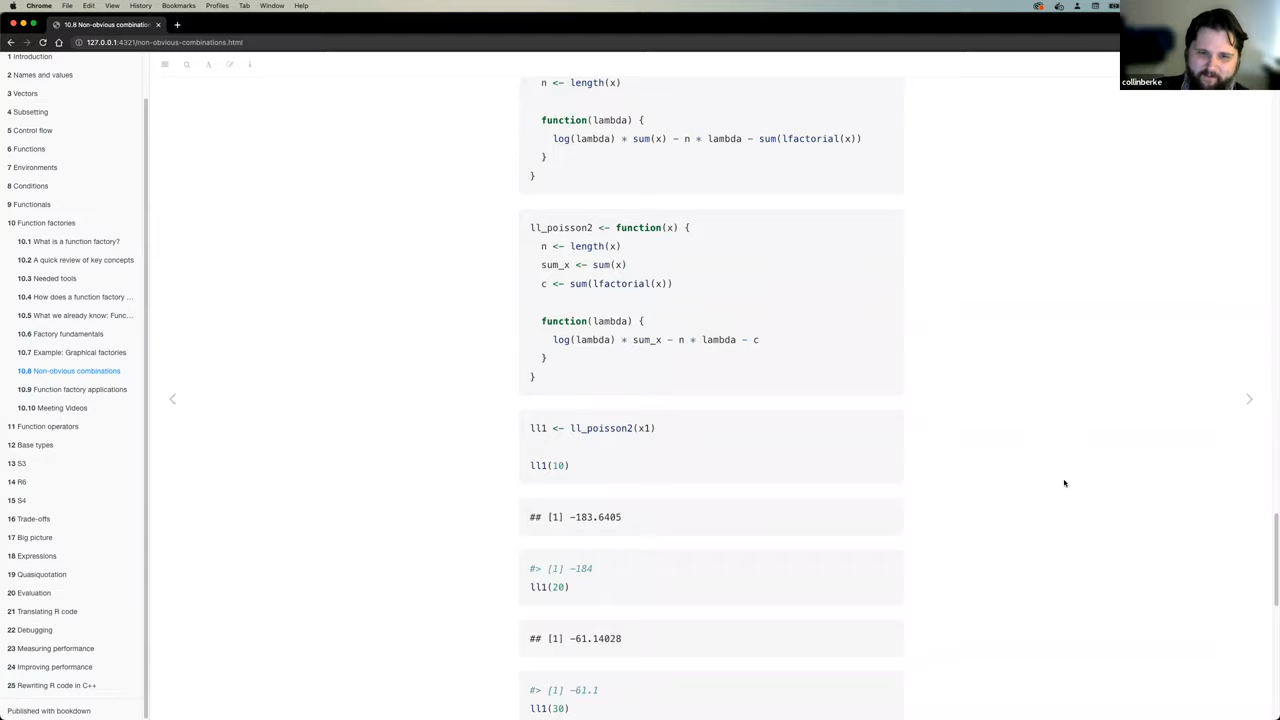 Chrome File Edit View History Bookmarks Profiles Tab Window Help
10.8 Non-obvious combination
127.0.0.1:4321/non-obvious-combinations.html
collinberke
1 Introduction
2 Names and values
3 Vectors
4 Subsetting
5 Control flow
6 Functions
7 Environments
8 Conditions
9 Functionals
10 Function factories
10.1 What is a function factory?
10.2 A quick review of key concepts
10.3 Needed tools
10.4 How does a function factory ...
10.5 What we already know: Func...
10.6 Factory fundamentals
10.7 Example: Graphical factories
10.8 Non-obvious combinations
10.9 Function factory applications
10.10 Meeting Videos
11 Function operators
12 Base types
13 S3
14 R6
15 S4
16 Trade-offs
17 Big picture
18 Expressions
19 Quasiquotation
20 Evaluation
21 Translating R code
22 Debugging
23 Measuring performance
24 Improving performance
25 Rewriting R code in C++
Published with bookdown
n <- length(x)
function(lambda) {
log(lambda) * sum(x) - n * lambda - sum(lfactorial(x))
}
}
ll_poisson2 <- function(x) {
n <- length(x)
sum_x <- sum(x)
c <- sum(lfactorial(x))
function(lambda) {
log(lambda) * sum_x - n * lambda - c
}
}
ll1 <- ll_poisson2(x1)
ll1(10)
## [1] -183.6405
#> [1] -184
ll1(20)
## [1] -61.14028
#> [1] -61.1
ll1(30)